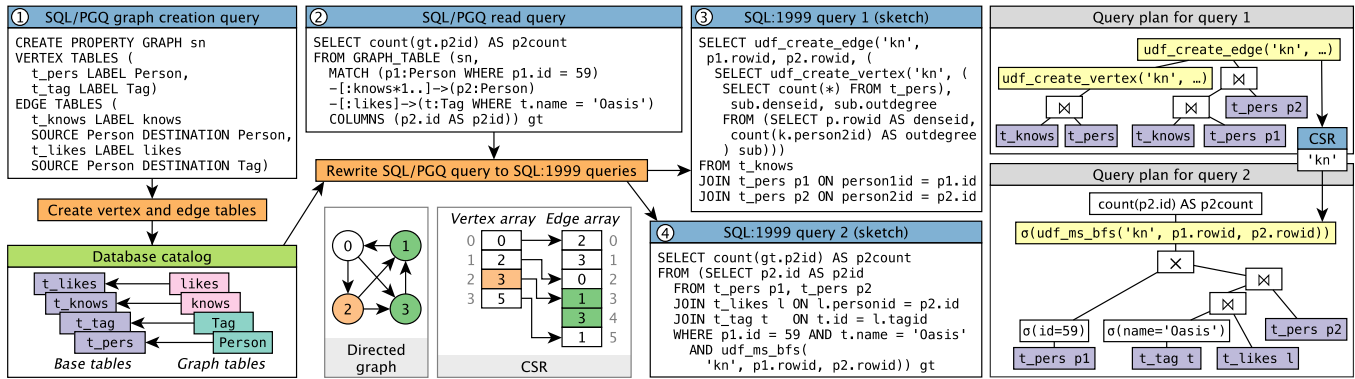 1 SQL/PGQ graph creation query
CREATE PROPERTY GRAPH sn
VERTEX TABLES (
t_pers LABEL Person,
t_tag LABEL Tag)
EDGE TABLES (
t_knows LABEL knows
SOURCE Person DESTINATION Person,
t_likes LABEL likes
SOURCE Person DESTINATION Tag)
Create vertex and edge tables
Database catalog
t_likes likes
t_knows knows
t_tag Tag
t_pers Person
Base tables Graph tables
2 SQL/PGQ read query
SELECT count(gt.p2id) AS p2count
FROM GRAPH_TABLE (sn,
MATCH (p1:Person WHERE p1.id = 59)
-[:knows*1..]->(p2:Person)
-[:likes]->(t:Tag WHERE t.name = 'Oasis')
COLUMNS (p2.id AS p2id)) gt
Rewrite SQL/PGQ query to SQL:1999 queries
0 1
2 3
Directed
graph
Vertex array Edge array
0 0 2 0
1 2 3 1
2 3 0 2
3 5 1 3
3 4
1 5
CSR
3 SQL:1999 query 1 (sketch)
SELECT udf_create_edge('kn',
p1.rowid, p2.rowid, (
SELECT udf_create_vertex('kn', (
SELECT count(*) FROM t_pers),
sub.denseid, sub.outdegree
FROM (SELECT p.rowid AS denseid,
count(k.person2id) AS outdegree
) sub)))
FROM t_knows
JOIN t_pers p1 ON person1id = p1.id
JOIN t_pers p2 ON person2id = p2.id
4 SQL:1999 query 2 (sketch)
SELECT count(gt.p2id) AS p2count
FROM (SELECT p2.id AS p2id
FROM t_pers p1, t_pers p2
JOIN t_likes l ON l.personid = p2.id
JOIN t_tag t ON t.id = l.tagid
WHERE p1.id = 59 AND t.name = 'Oasis'
AND udf_ms_bfs(
'kn', p1.rowid, p2.rowid)) gt
Query plan for query 1
udf_create_edge('kn', …)
udf_create_vertex('kn', …) ⋈
⋈ ⋈ t_pers p2
t_knows t_pers t_knows t_pers p1
CSR
'kn'
Query plan for query 2
count(p2.id) AS p2count
σ(udf_ms_bfs('kn', p1.rowid, p2.rowid))
×
⋈
⋈
σ(id=59) σ(name='Oasis') t_pers p2
t_pers p1 t_tag t t_likes l